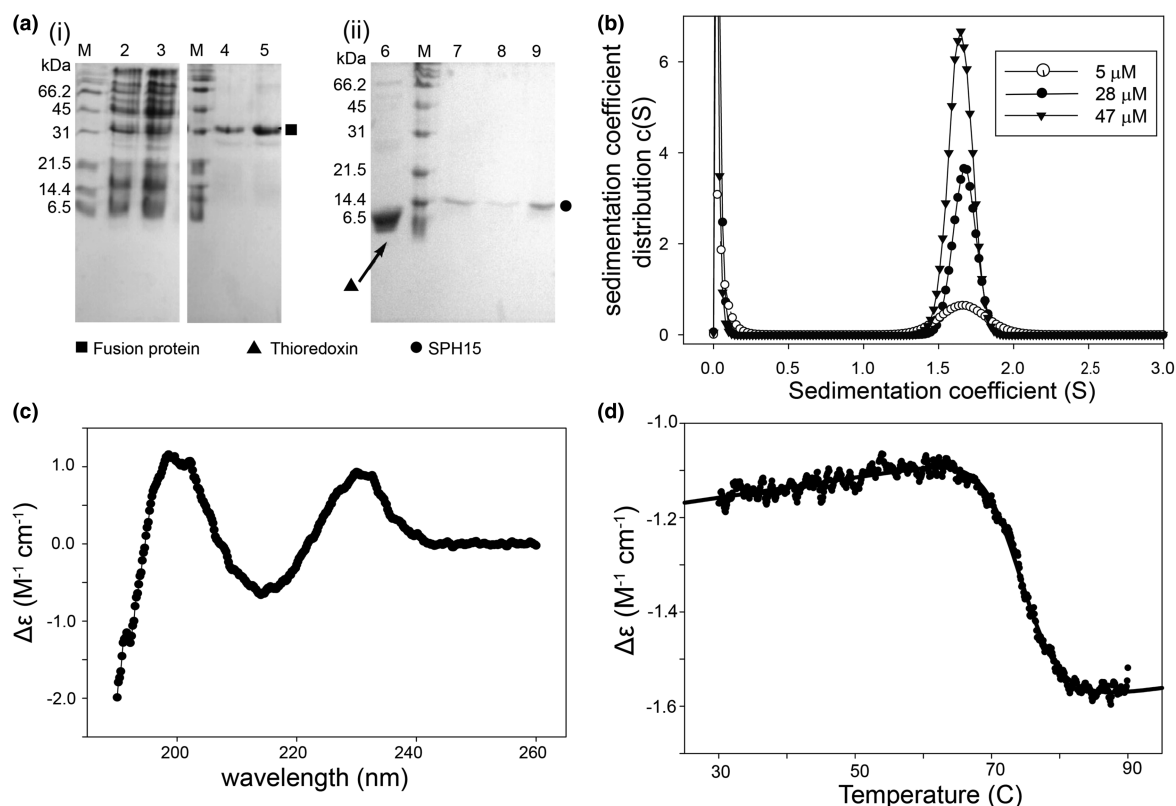 (a)
(i)
M 2 3 M 4 5
kDa
66.2
45
31
21.5
14.4
6.5
(ii)
6 M 7 8 9
kDa
66.2
45
31
21.5
14.4
6.5
Fusion protein
Thioredoxin
SPH15
(b)
sedimentation coefficient
distribution c(S)
6
4
2
0
5 μM
28 μM
47 μM
0.0 0.5 1.0 1.5 2.0 2.5 3.0
Sedimentation coefficient (S)
(c)
Δε (M-1 cm-1)
1.0
0.0
-1.0
-2.0
200 220 240 260
wavelength (nm)
(d)
Δε (M-1 cm-1)
-1.0
-1.2
-1.4
-1.6
30 50 70 90
Temperature (C)